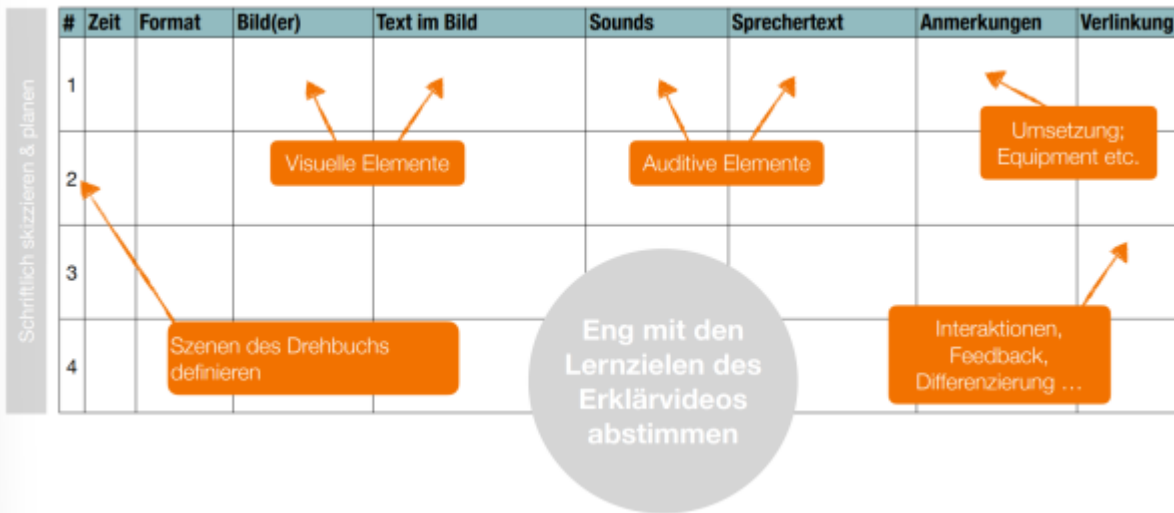 Schriftlich skizzieren & planen
# Zeit Format Bild(er) Text im Bild Sounds Sprechertext Anmerkungen Verlinkung
1
Visuelle Elemente
Auditive Elemente
Umsetzung;
Equipment etc.
2
3
Szenen des Drehbuchs
definieren
4
Eng mit den
Lernzielen des
Erklärvideos
abstimmen
Interaktionen,
Feedback,
Differenzierung ...